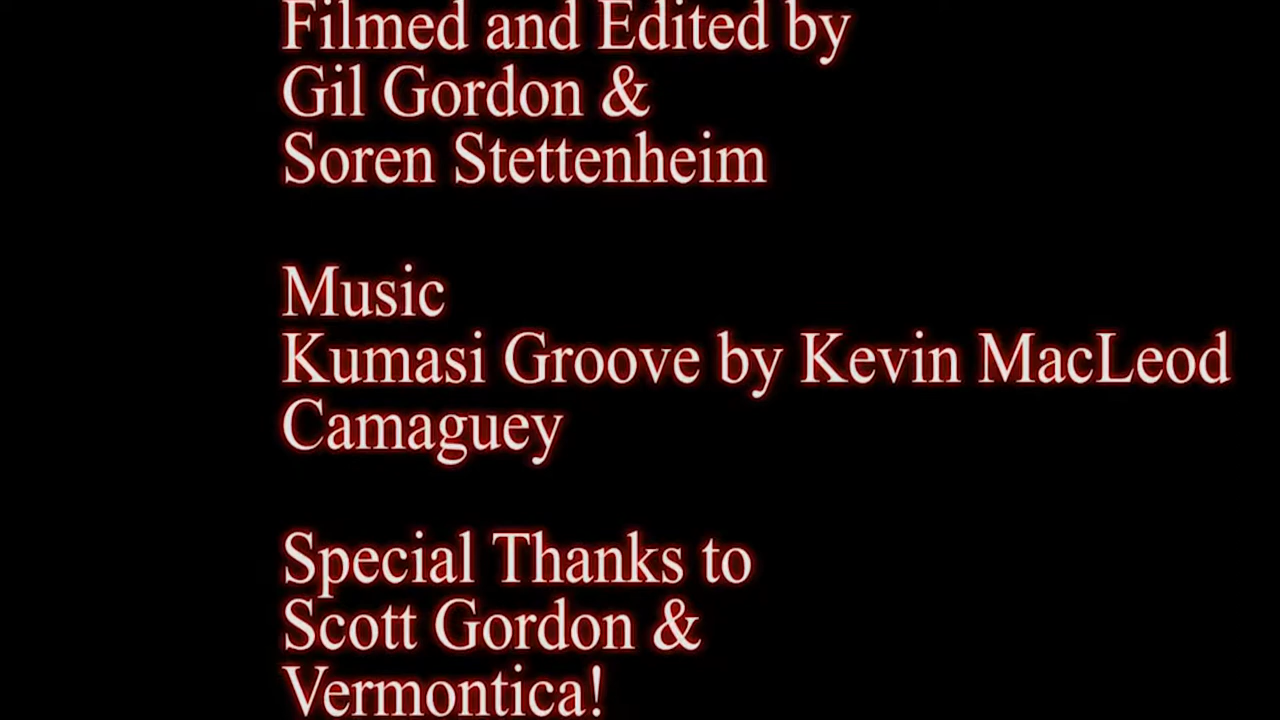 Filmed and Edited by
Gil Gordon &
Soren Stettenheim
Music
Kumasi Groove by Kevin MacLeod
Camaguey
Special Thanks to
Scott Gordon &
Vermontica!